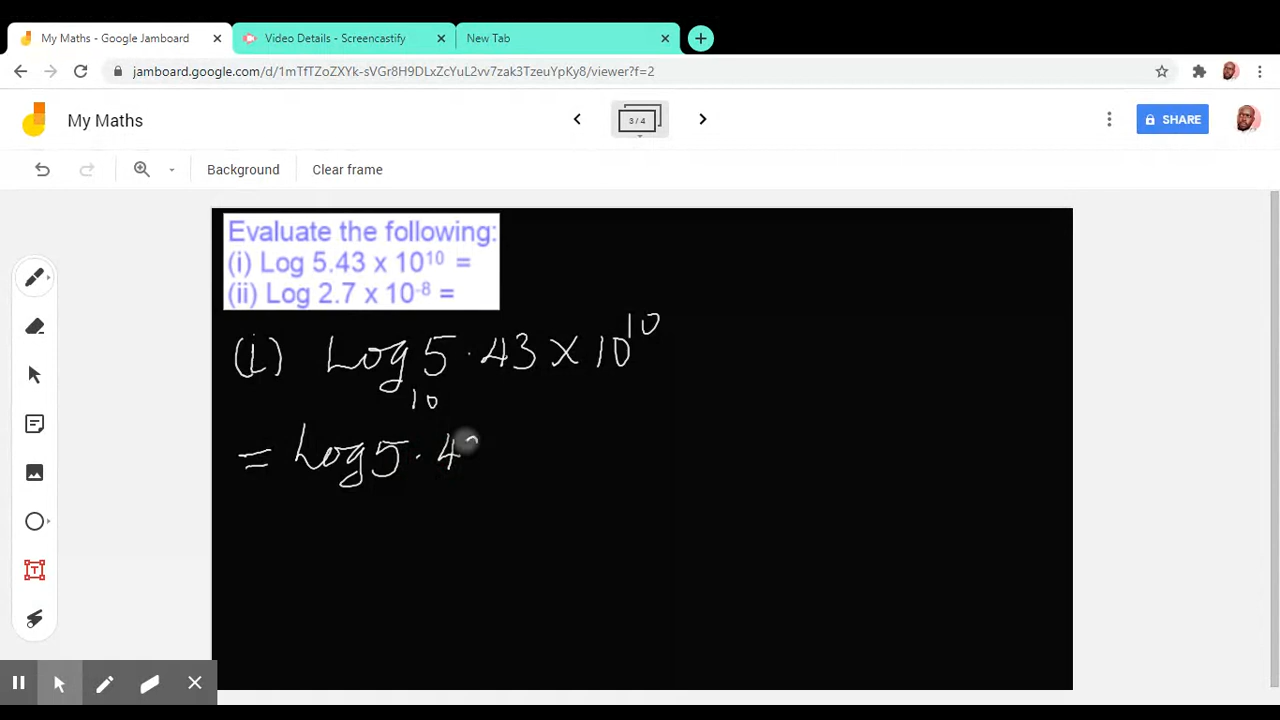 My Maths - Google Jamboard
Video Details - Screencastify
New Tab
jamboard.google.com/d/1mTfTZoZXYk-sVGr8H9DLxZcYuL2vv7zak3TzeuYpKy8/viewer?f=2
My Maths
3 / 4
SHARE
Background
Clear frame
Evaluate the following:
(i) Log 5.43 x 10¹⁰ =
(ii) Log 2.7 x 10⁻⁸ =
(i) Log₁₀ 5.43 x 10¹⁰
= Log 5.4